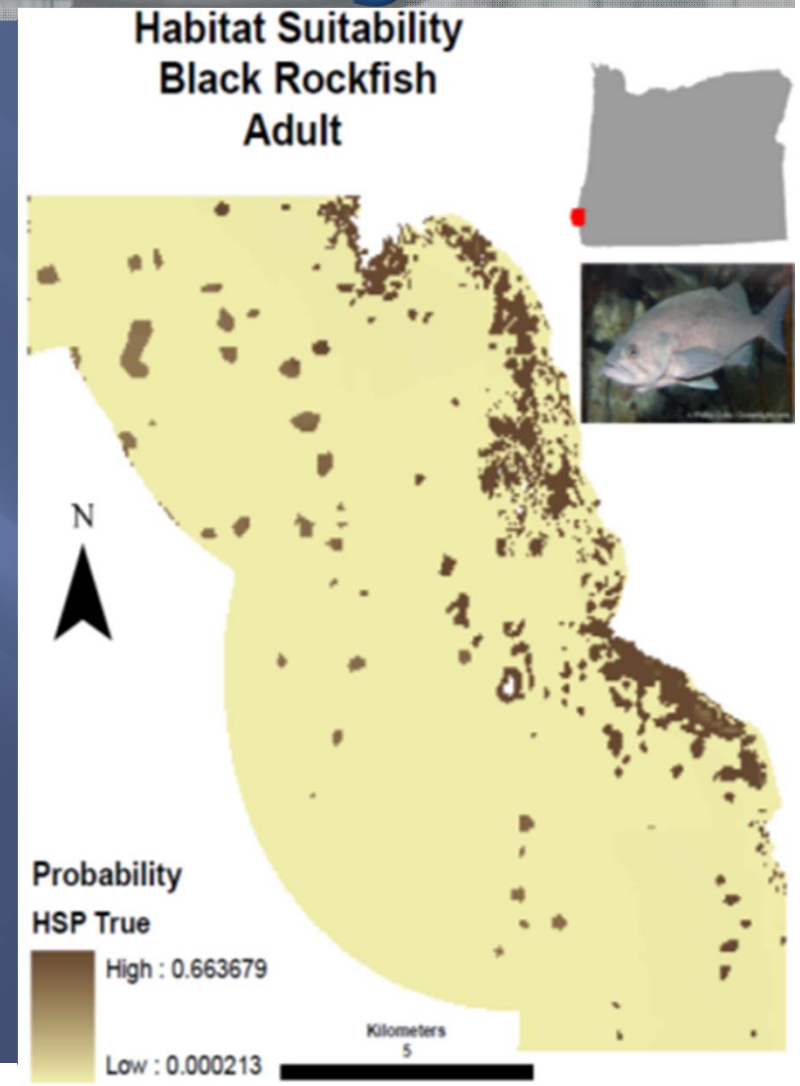 Habitat Suitability
Black Rockfish
Adult
N
Probability
HSP True
High : 0.663679
Low : 0.000213
Kilometers
5